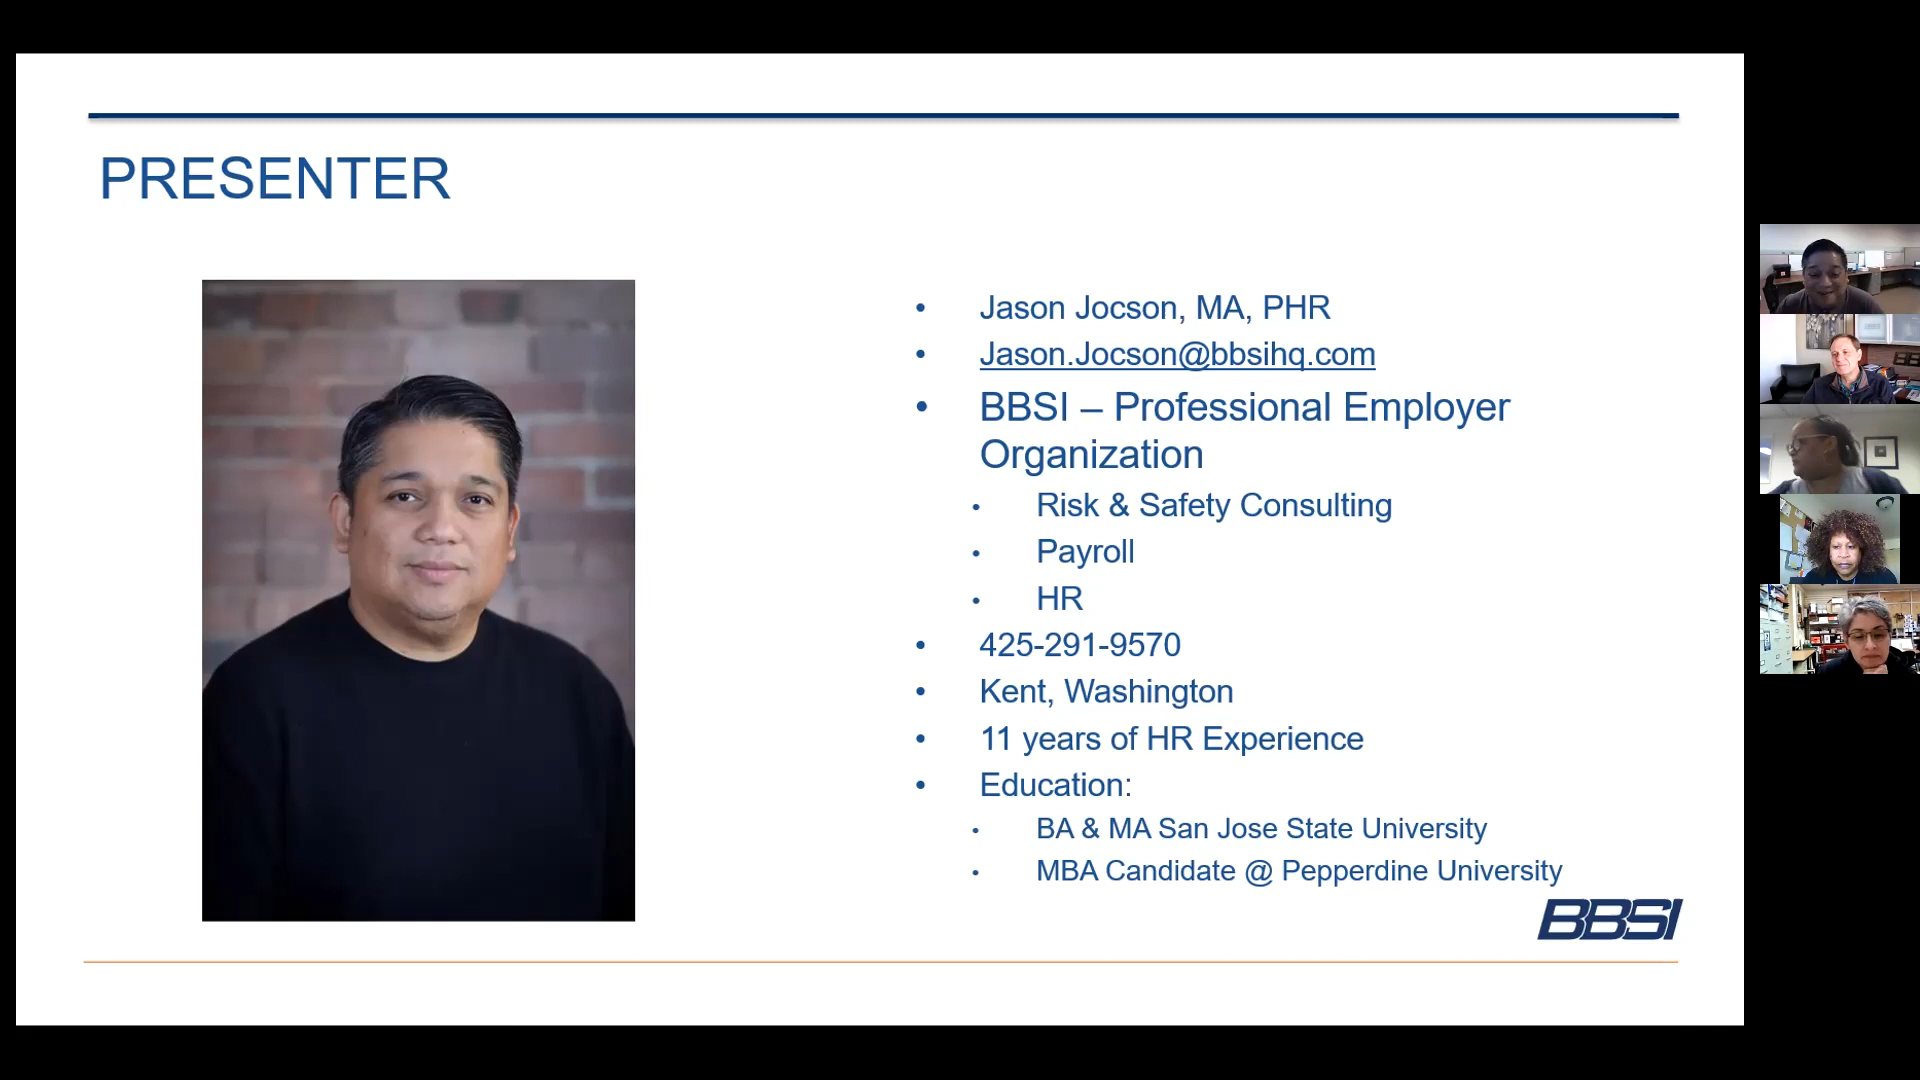 PRESENTER
• Jason Jocson, MA, PHR
• Jason.Jocson@bbsihq.com
• BBSI – Professional Employer
Organization
• Risk & Safety Consulting
• Payroll
• HR
• 425-291-9570
• Kent, Washington
• 11 years of HR Experience
• Education:
• BA & MA San Jose State University
• MBA Candidate @ Pepperdine University
BBSI